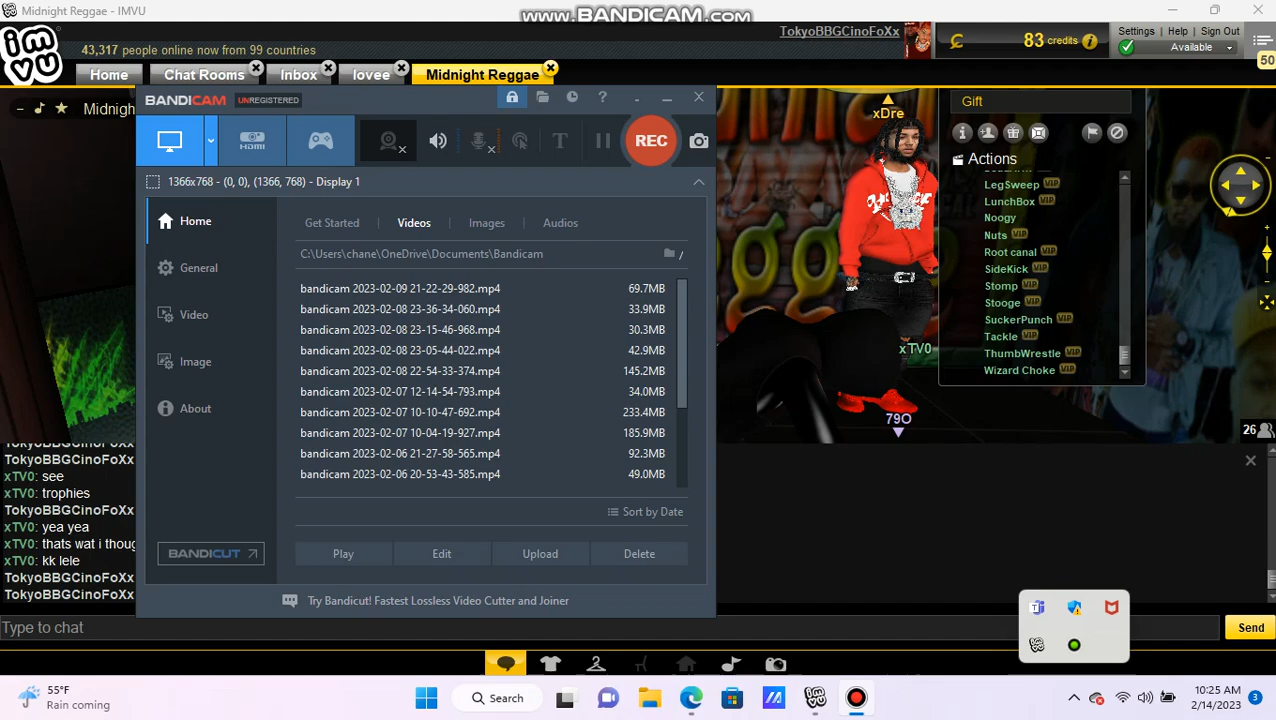 Midnight Reggae - IMVU
www.BANDICAM.com
imvu
43,317 people online now from 99 countries
TokyoBBGCinoFoXx
83 credits
Settings | Help | Sign Out
Available
50
Home
Chat Rooms
Inbox
lovee
Midnight Reggae
Midnigh
BANDICAM UNREGISTERED
HDMI
REC
1366x768 - (0, 0), (1366, 768) - Display 1
Home
General
Video
Image
About
BANDICUT
Get Started
Videos
Images
Audios
C:\Users\chane\OneDrive\Documents\Bandicam
bandicam 2023-02-09 21-22-29-982.mp4 69.7MB
bandicam 2023-02-08 23-36-34-060.mp4 33.9MB
bandicam 2023-02-08 23-15-46-968.mp4 30.3MB
bandicam 2023-02-08 23-05-44-022.mp4 42.9MB
bandicam 2023-02-08 22-54-33-374.mp4 145.2MB
bandicam 2023-02-07 12-14-54-793.mp4 34.0MB
bandicam 2023-02-07 10-10-47-692.mp4 233.4MB
bandicam 2023-02-07 10-04-19-927.mp4 185.9MB
bandicam 2023-02-06 21-27-58-565.mp4 92.3MB
bandicam 2023-02-06 20-53-43-585.mp4 49.0MB
Sort by Date
Play
Edit
Upload
Delete
Try Bandicut! Fastest Lossless Video Cutter and Joiner
xDre
xTV0
79O
Gift
Actions
LegSweep VIP
LunchBox VIP
Noogy
Nuts VIP
Root canal VIP
SideKick VIP
Stomp VIP
Stooge VIP
SuckerPunch VIP
Tackle VIP
ThumbWrestle VIP
Wizard Choke VIP
26
TokyoBBGCinoFoXx
xTV0: see
xTV0: trophies
TokyoBBGCinoFoXx
xTV0: yea yea
xTV0: thats wat i thoug
xTV0: kk lele
TokyoBBGCinoFoXx
TokyoBBGCinoFoXx
Type to chat
Send
55°F
Rain coming
Search
10:25 AM
2/14/2023
3